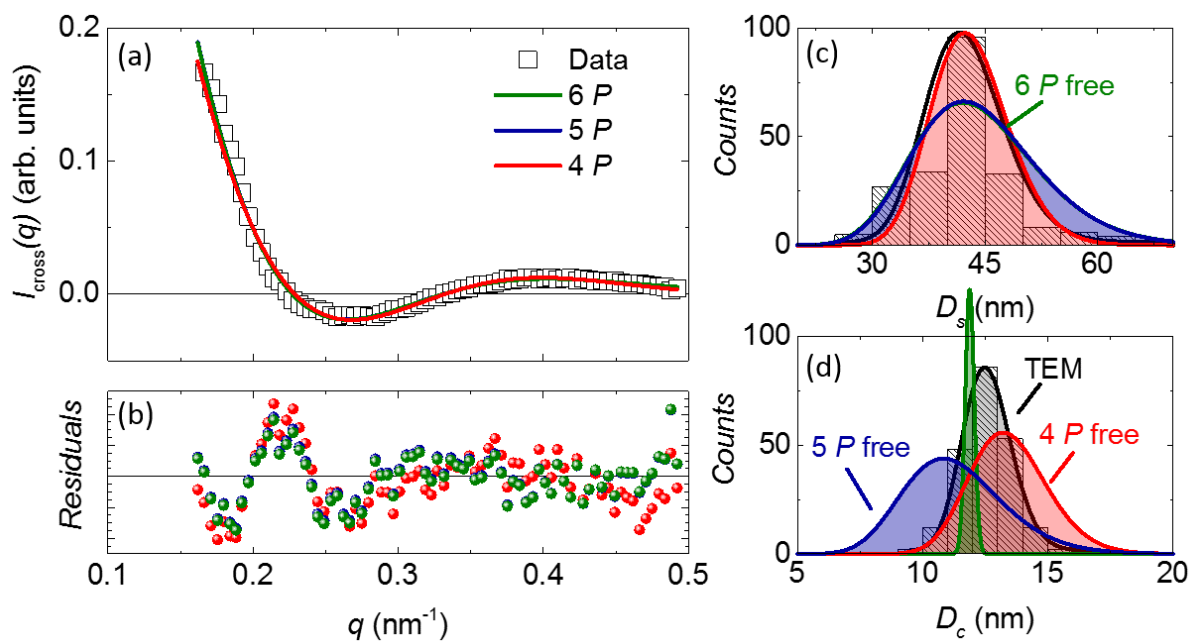 (a)
Data
6 P
5 P
4 P
0.2
0.1
0.0
I_cross(q) (arb. units)
(b)
Residuals
0.1 0.2 0.3 0.4 0.5
q (nm⁻¹)
(c)
6 P free
100
50
0
Counts
30 45 60
D_s (nm)
(d)
TEM
5 P free
4 P free
100
50
0
Counts
5 10 15 20
D_c (nm)